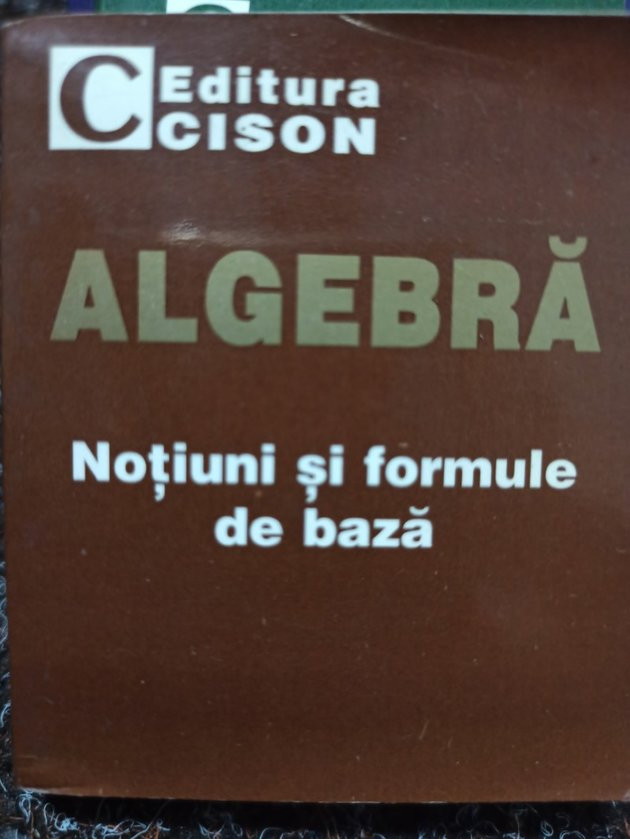 C Editura
CISON
ALGEBRĂ
Noțiuni și formule
de bază